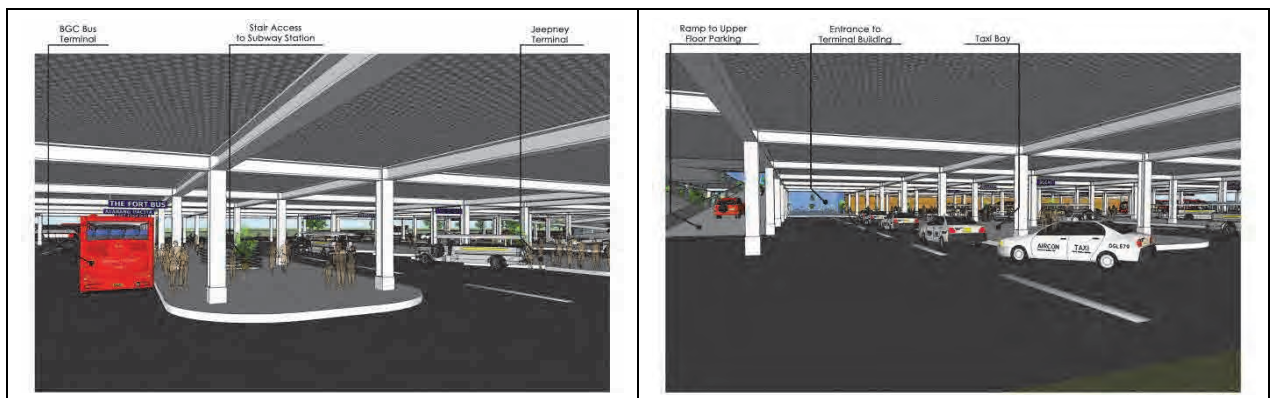 BGC Bus
Terminal
Stair Access
to Subway Station
Jeepney
Terminal
THE FORT BUS
Ramp to Upper
Floor Parking
Entrance to
Terminal Building
Taxi Bay
AIRCON
TAXI